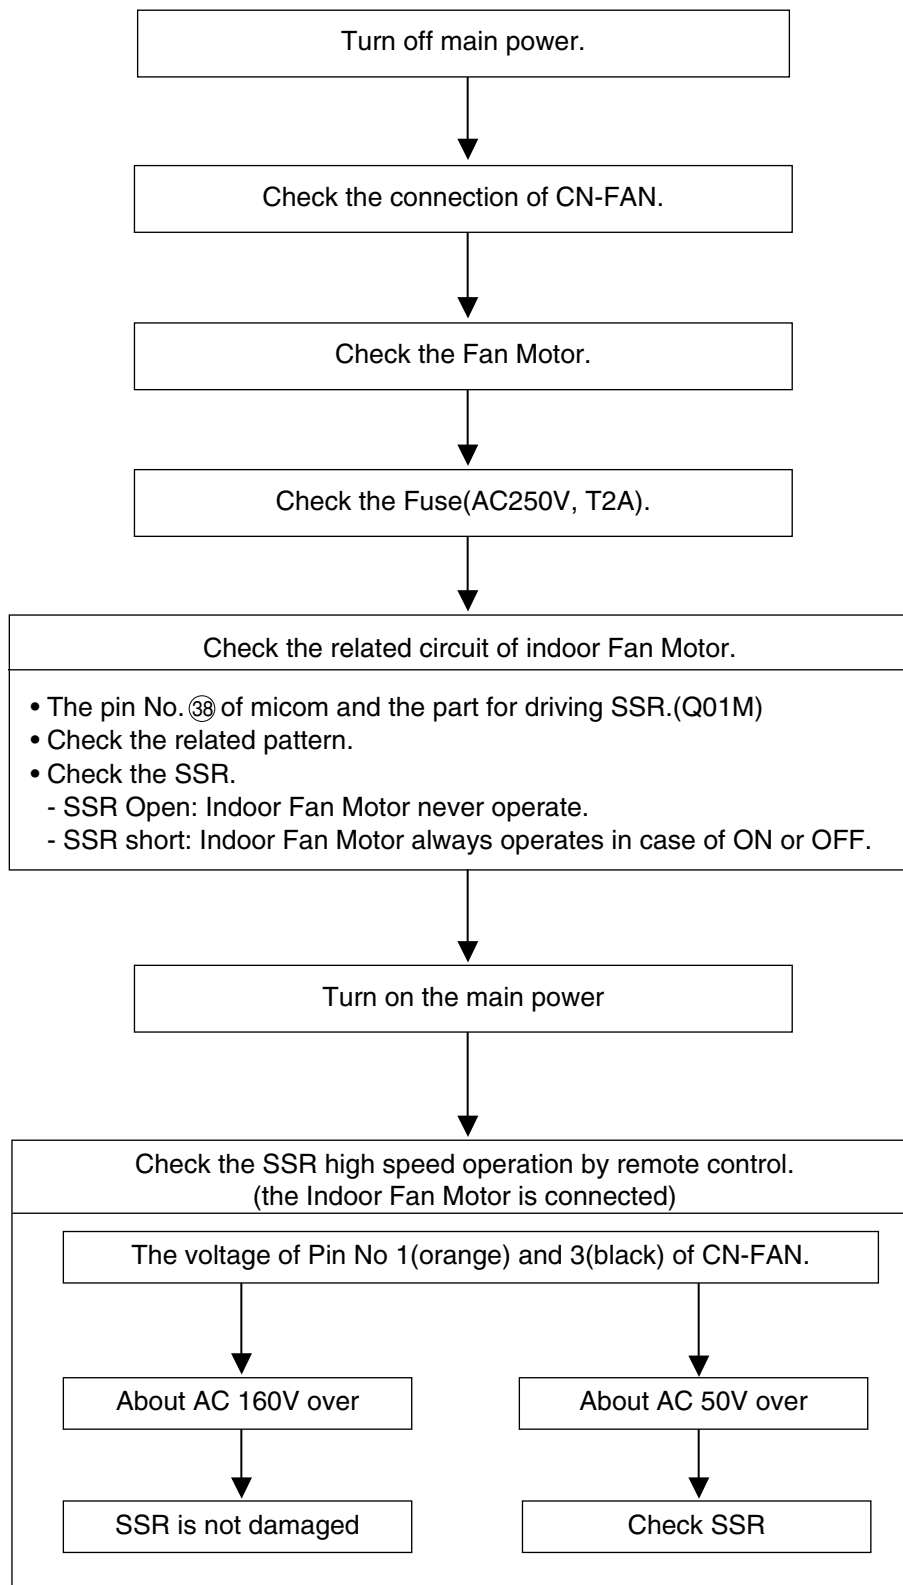 Turn off main power.
Check the connection of CN-FAN.
Check the Fan Motor.
Check the Fuse(AC250V, T2A).
Check the related circuit of indoor Fan Motor.
• The pin No. ㊳ of micom and the part for driving SSR.(Q01M)
• Check the related pattern.
• Check the SSR.
- SSR Open: Indoor Fan Motor never operate.
- SSR short: Indoor Fan Motor always operates in case of ON or OFF.
Turn on the main power
Check the SSR high speed operation by remote control.
(the Indoor Fan Motor is connected)
The voltage of Pin No 1(orange) and 3(black) of CN-FAN.
About AC 160V over
About AC 50V over
SSR is not damaged
Check SSR